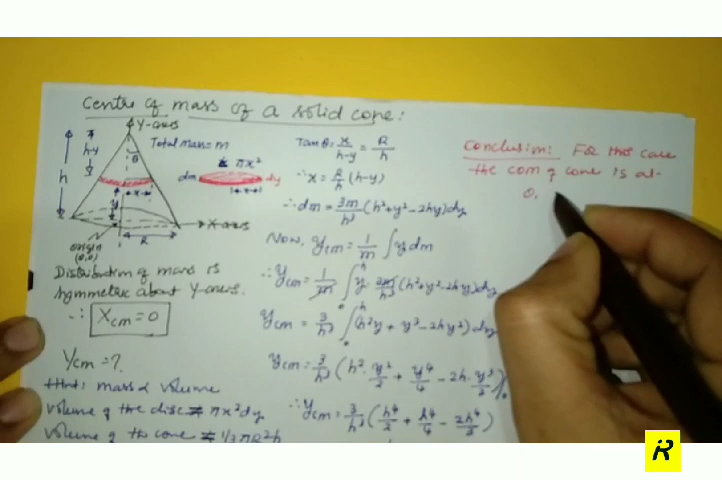 Centre of mass of a solid cone:
Y-axis
Total Mass = m
h-y
θ
h
x
y
R
X-axis
origin
(0,0)
πx²
dm
dy
x
Distribution of mass is
symmetric about Y-axis.
∴ Xcm = 0
Ycm = ?
Hint: mass ∝ volume
volume of the disc = πx²dy
volume of the cone = 1/3 πR²h
Tanθ = x/(h-y) = R/h
∴ x = R/h (h-y)
∴ dm = 3m/h³ (h²+y²-2hy)dy
Now, ycm = 1/m ∫ y dm
∴ ycm = 1/m ∫₀ʰ y. 3m/h³ (h²+y²-2hy)dy
ycm = 3/h³ ∫₀ʰ (h²y + y³ - 2hy²) dy
ycm = 3/h³ (h². y²/2 + y⁴/4 - 2h. y³/3)
∴ ycm = 3/h³ (h⁴/2 + h⁴/4 - 2h⁴/3)
Conclusion: For this case
the com of cone is at
0.
R